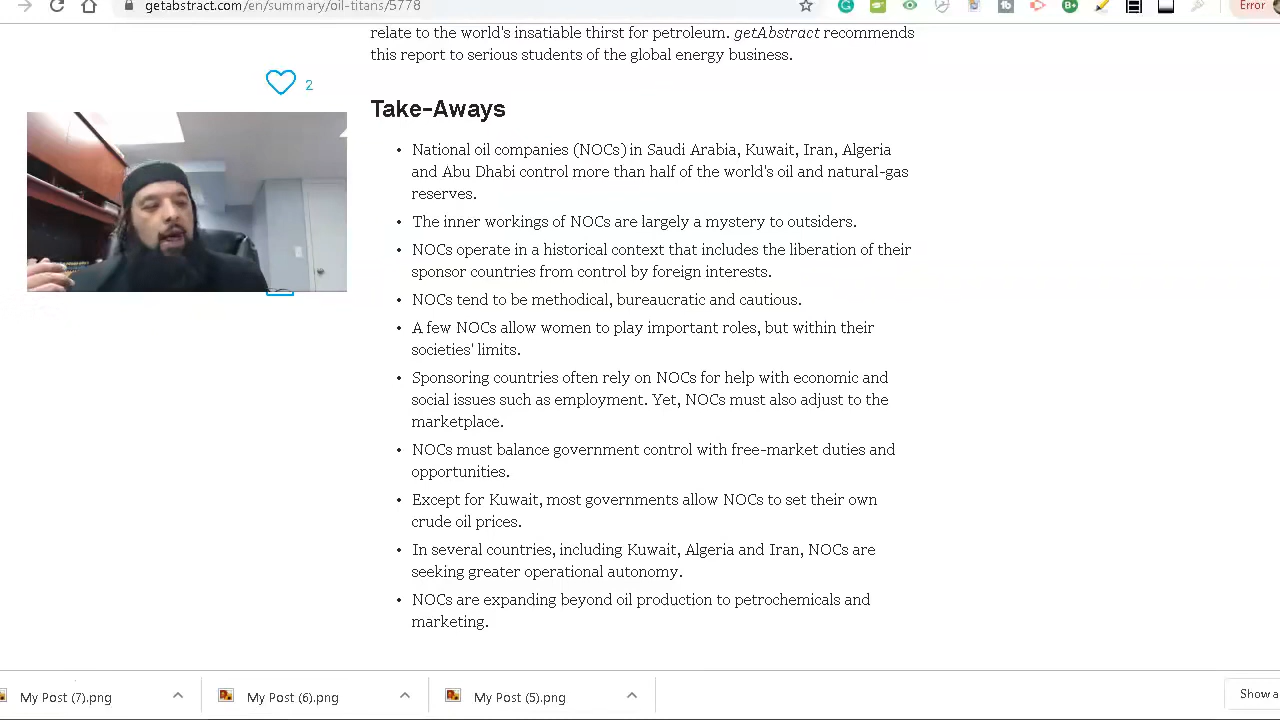 getabstract.com/en/summary/oil-titans/5778
Error
relate to the world's insatiable thirst for petroleum. getAbstract recommends
this report to serious students of the global energy business.
2
Take-Aways
• National oil companies (NOCs) in Saudi Arabia, Kuwait, Iran, Algeria
and Abu Dhabi control more than half of the world's oil and natural-gas
reserves.
• The inner workings of NOCs are largely a mystery to outsiders.
• NOCs operate in a historical context that includes the liberation of their
sponsor countries from control by foreign interests.
• NOCs tend to be methodical, bureaucratic and cautious.
• A few NOCs allow women to play important roles, but within their
societies' limits.
• Sponsoring countries often rely on NOCs for help with economic and
social issues such as employment. Yet, NOCs must also adjust to the
marketplace.
• NOCs must balance government control with free-market duties and
opportunities.
• Except for Kuwait, most governments allow NOCs to set their own
crude oil prices.
• In several countries, including Kuwait, Algeria and Iran, NOCs are
seeking greater operational autonomy.
• NOCs are expanding beyond oil production to petrochemicals and
marketing.
My Post (7).png
My Post (6).png
My Post (5).png
Show a